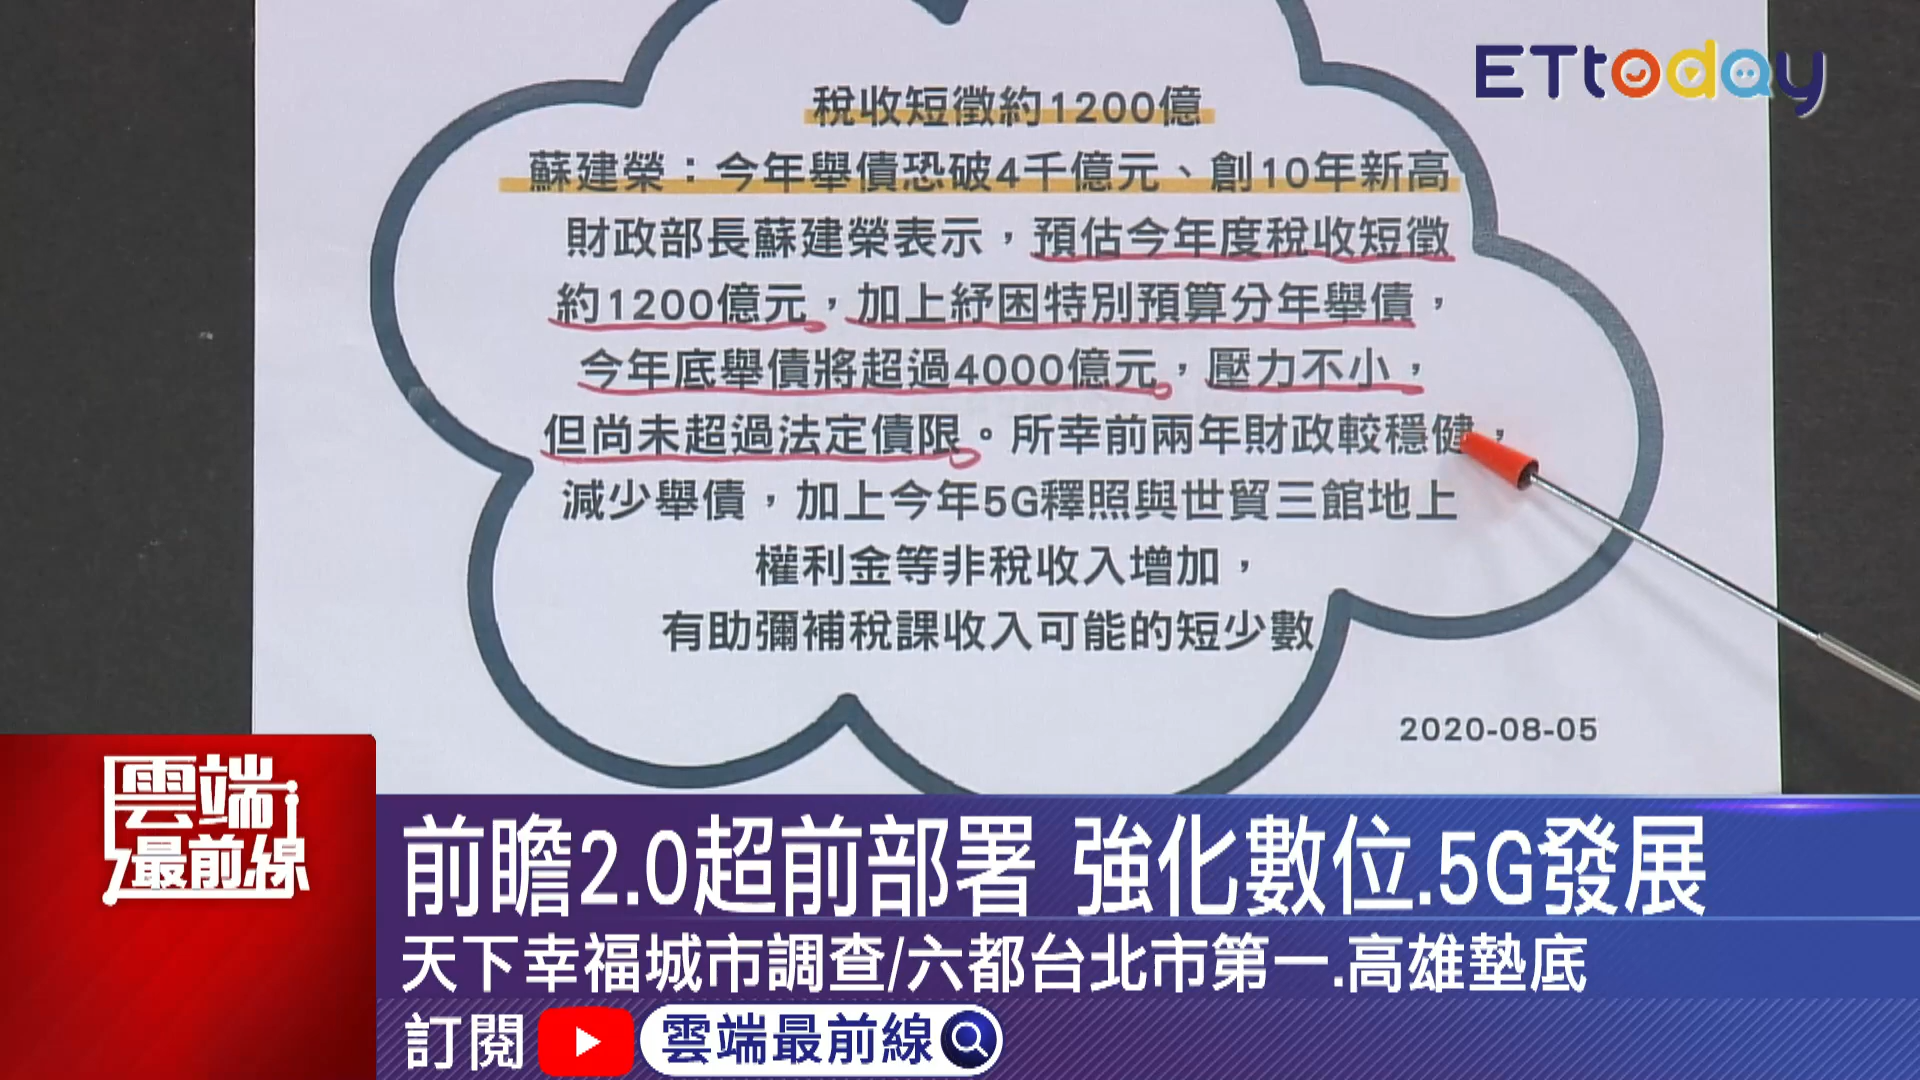 ETtoday
稅收短徵約1200億
蘇建榮：今年舉債恐破4千億元、創10年新高
財政部長蘇建榮表示，預估今年度稅收短徵
約1200億元，加上紓困特別預算分年舉債，
今年底舉債將超過4000億元，壓力不小，
但尚未超過法定債限。所幸前兩年財政較穩健，
減少舉債，加上今年5G釋照與世貿三館地上
權利金等非稅收入增加，
有助彌補稅課收入可能的短少數
2020-08-05
雲端
最前線
前瞻2.0超前部署 強化數位.5G發展
天下幸福城市調查/六都台北市第一.高雄墊底
訂閱 雲端最前線